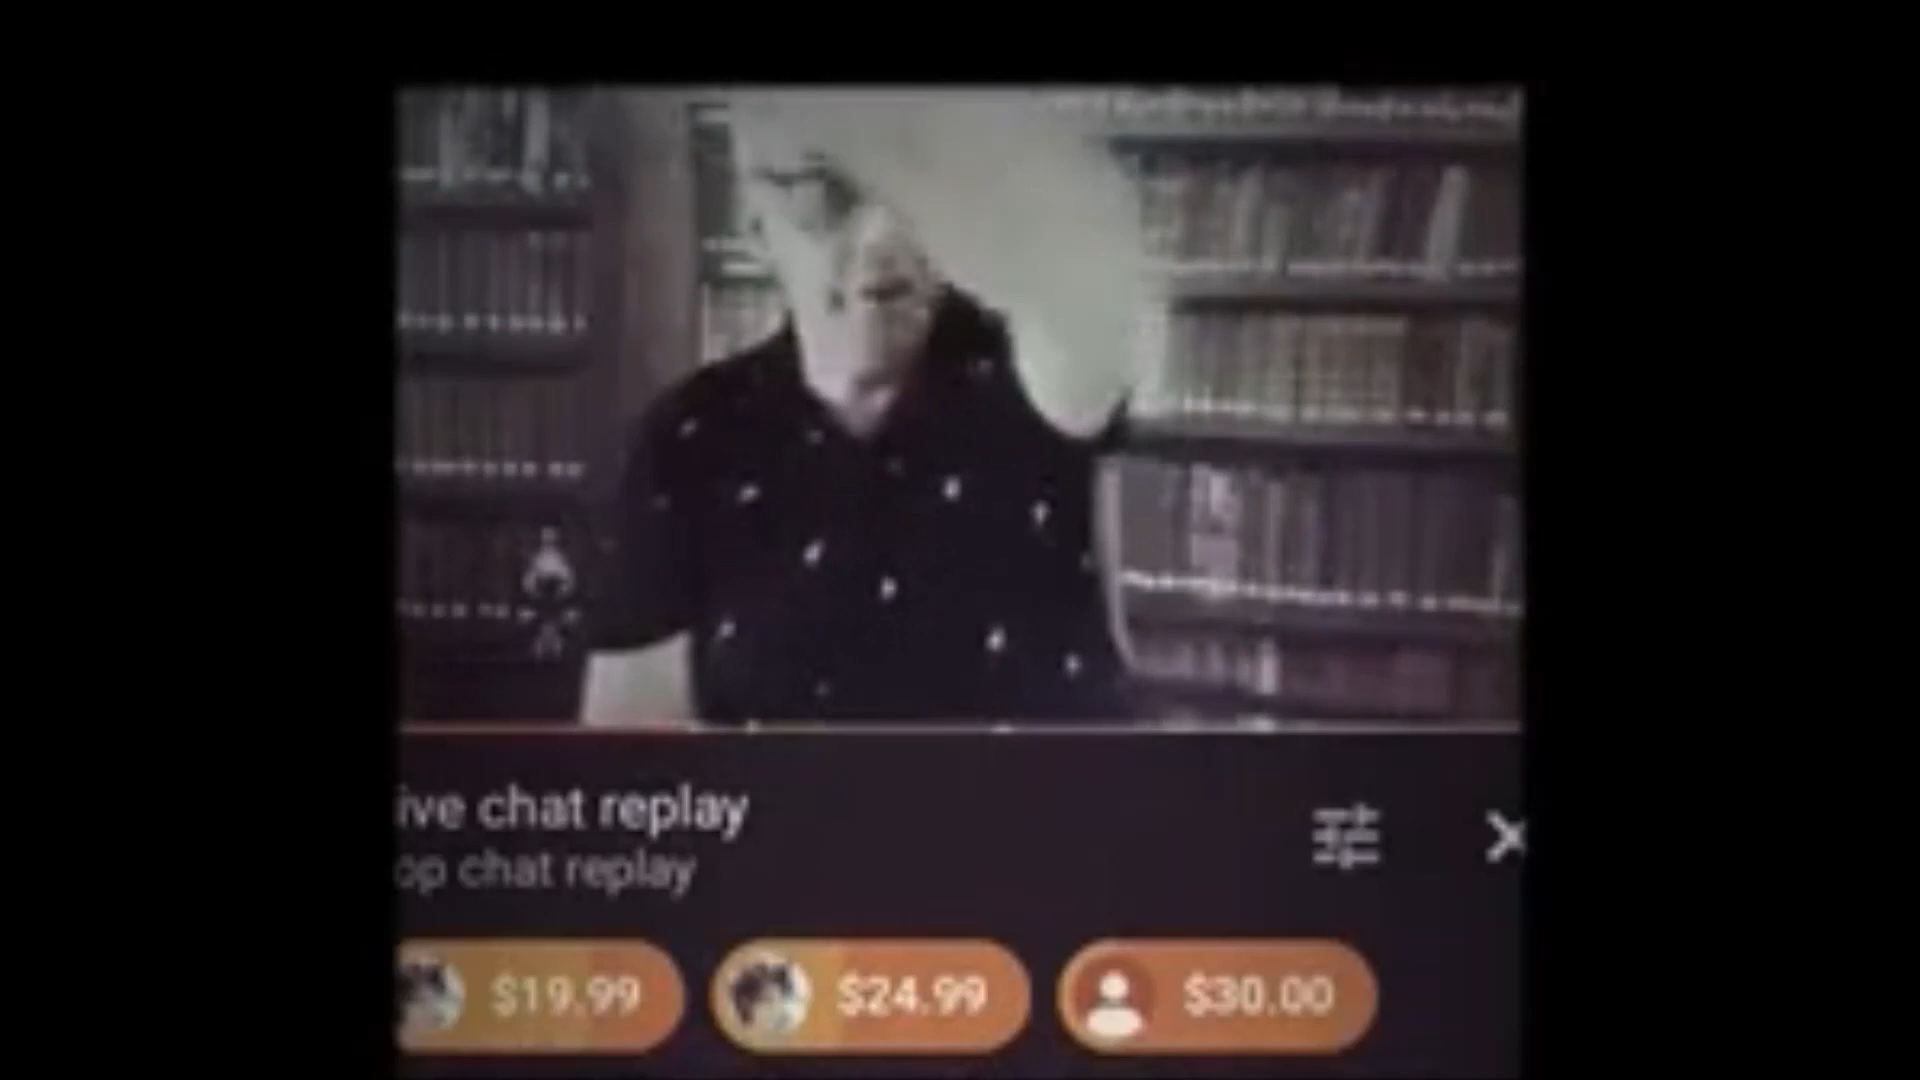 ive chat replay
op chat replay
$19.99 $24.99 $30.00